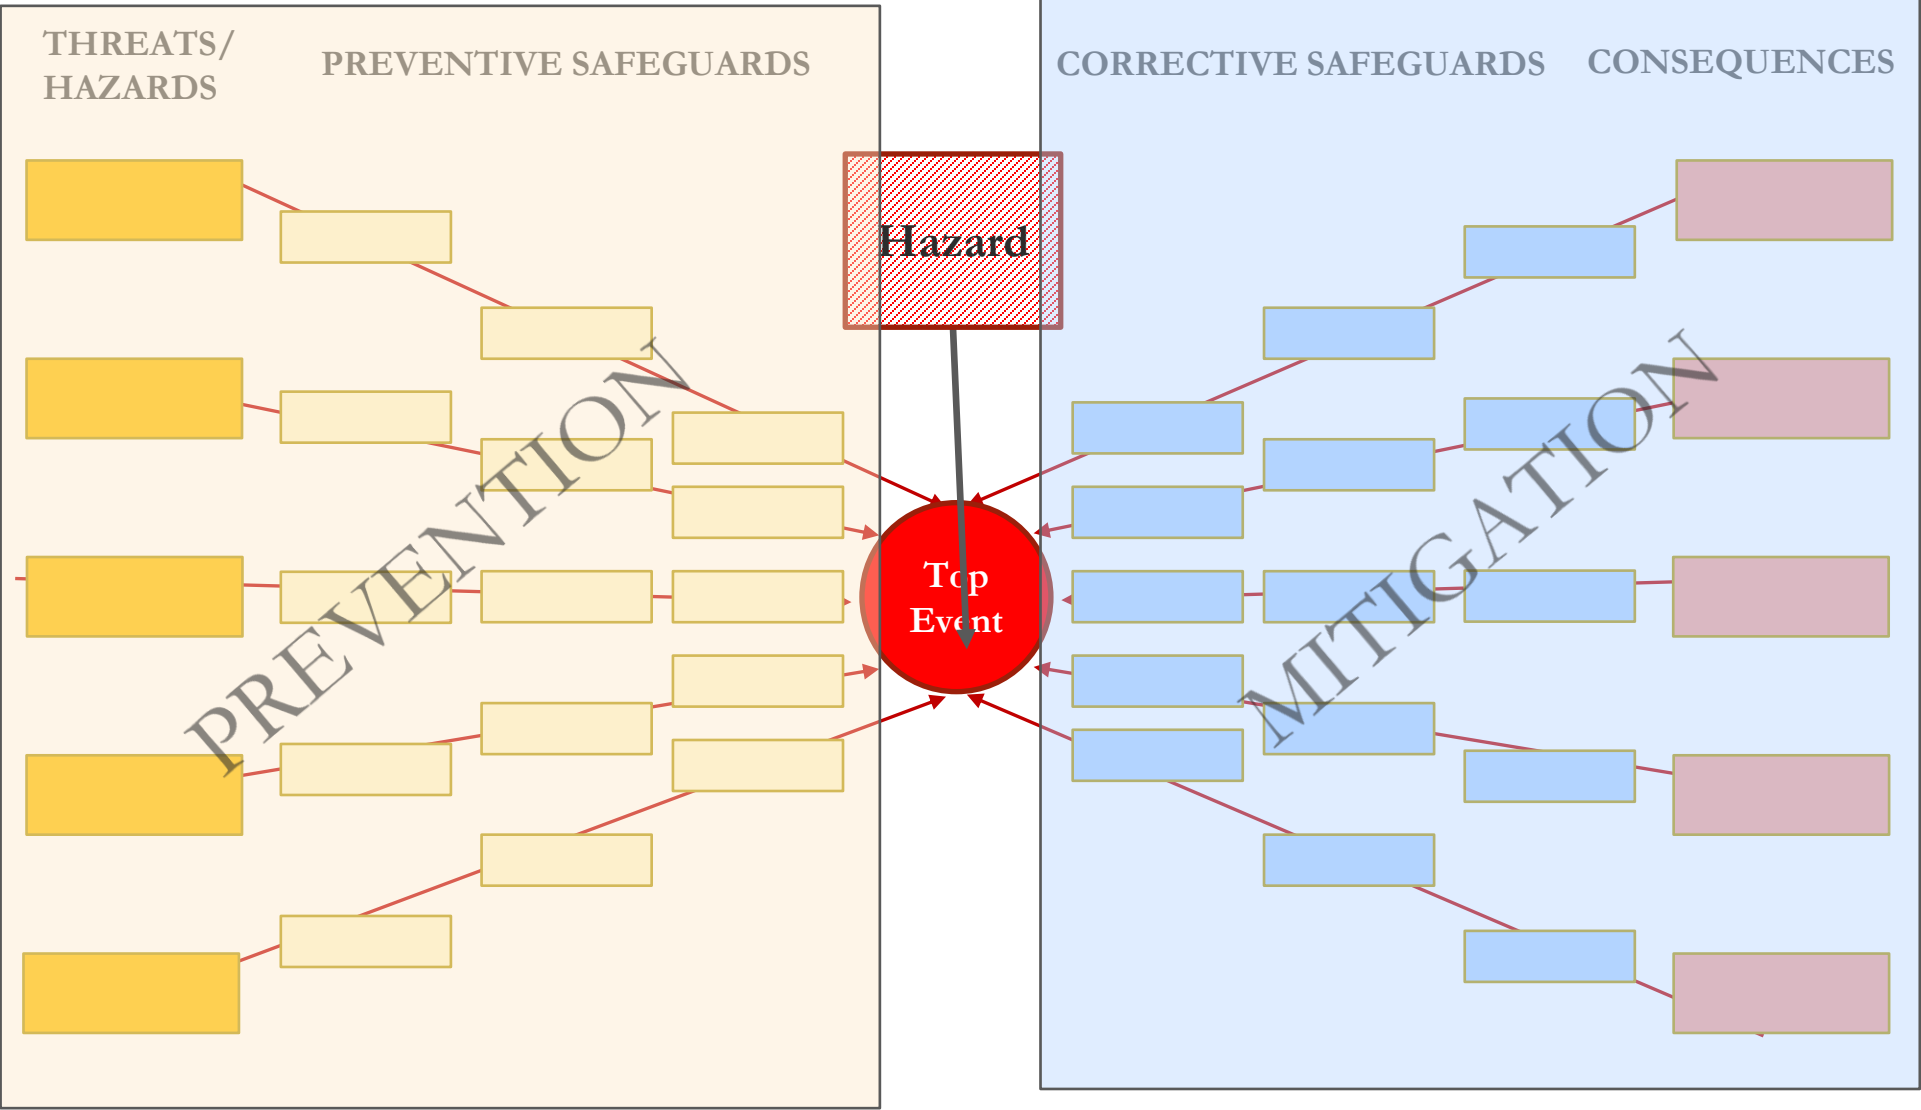 THREATS/
HAZARDS
PREVENTIVE SAFEGUARDS
CORRECTIVE SAFEGUARDS
CONSEQUENCES
Hazard
Top
Event
PREVENTION
MITIGATION